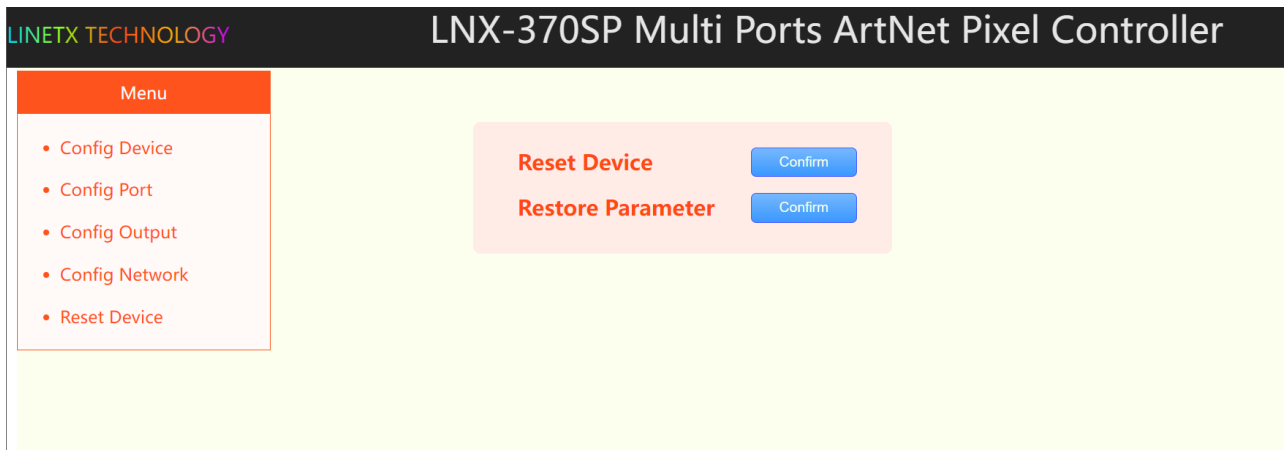 LINETX TECHNOLOGY
LNX-370SP Multi Ports ArtNet Pixel Controller
Menu
Config Device
Config Port
Config Output
Config Network
Reset Device
Reset Device Confirm
Restore Parameter Confirm